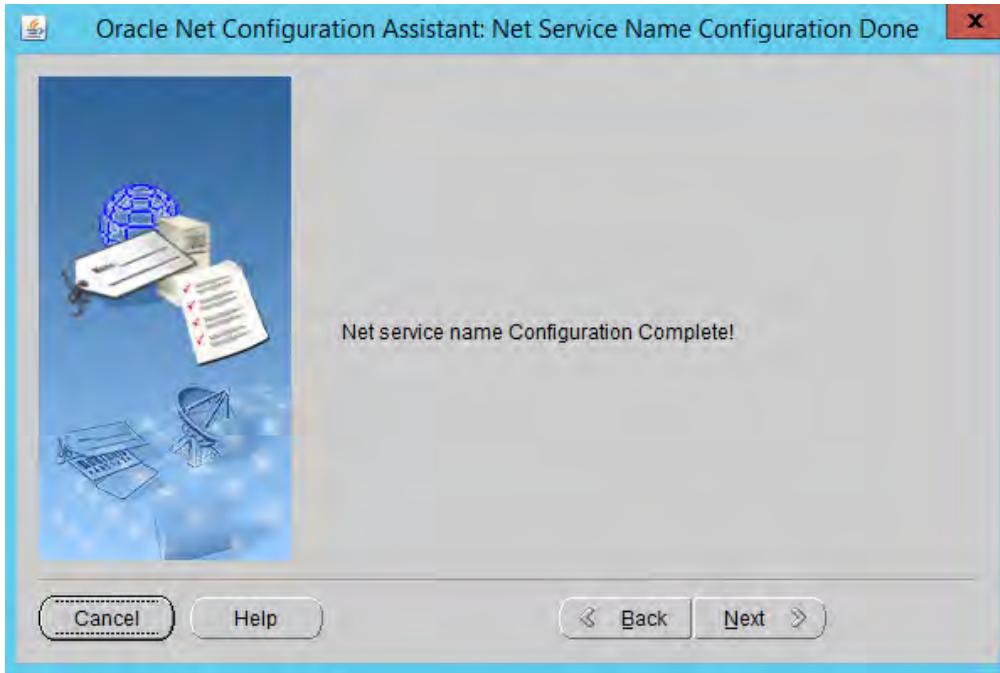 Oracle Net Configuration Assistant: Net Service Name Configuration Done
x
Net service name Configuration Complete!
Cancel
Help
Back
Next